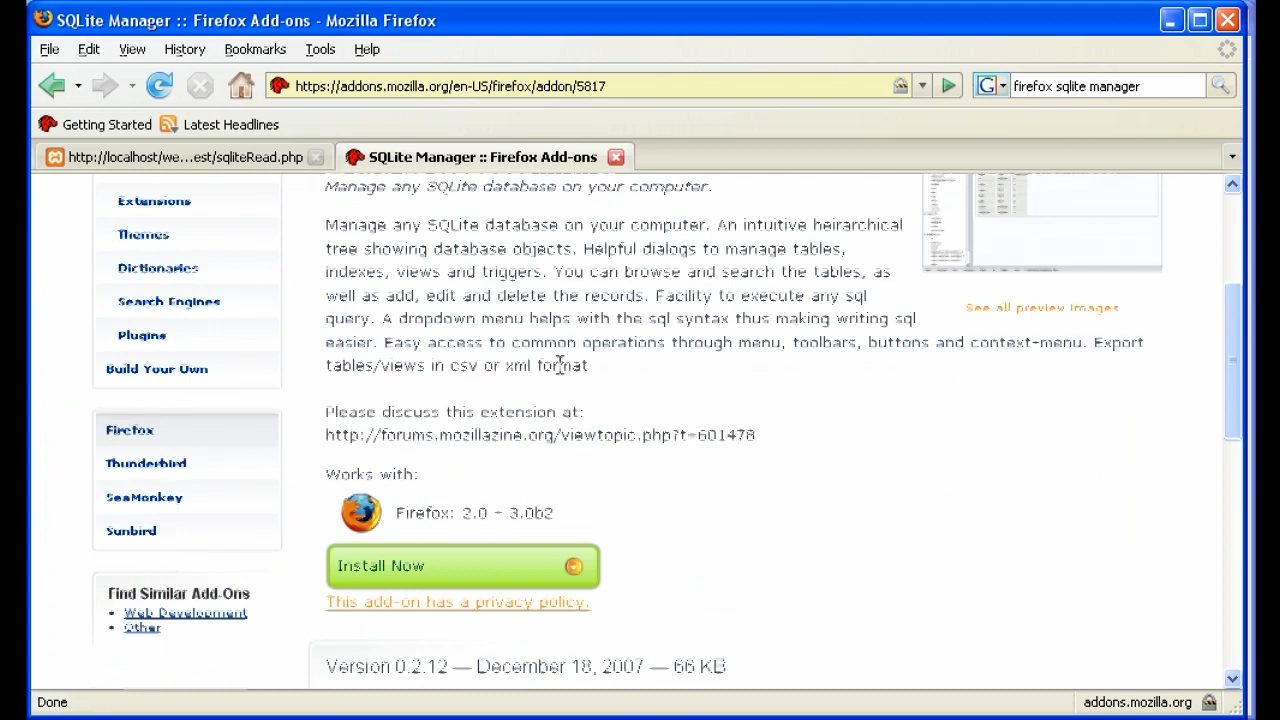 SQLite Manager :: Firefox Add-ons - Mozilla Firefox
File Edit View History Bookmarks Tools Help
https://addons.mozilla.org/en-US/firefox/addon/5817
firefox sqlite manager
Getting Started Latest Headlines
http://localhost/we...est/sqliteRead.php SQLite Manager :: Firefox Add-ons
Extensions
Themes
Dictionaries
Search Engines
Plugins
Build Your Own
Firefox
Thunderbird
SeaMonkey
Sunbird
Find Similar Add-Ons
• Web Development
• Other
Manage any SQLite database on your computer.
Manage any SQLite database on your computer. An intuitive heirarchical
tree showing database objects. Helpful dialogs to manage tables,
indexes, views and triggers. You can browse and search the tables, as
well as add, edit and delete the records. Facility to execute any sql
query. A dropdown menu helps with the sql syntax thus making writing sql
easier. Easy access to common operations through menu, toolbars, buttons and context-menu. Export
tables/views in csv or xml format
See all preview images
Please discuss this extension at:
http://forums.mozillazine.org/viewtopic.php?t=601478
Works with:
Firefox: 2.0 - 3.0b2
Install Now
This add-on has a privacy policy.
Version 0.2.12 — December 18, 2007 — 66 KB
Done
addons.mozilla.org